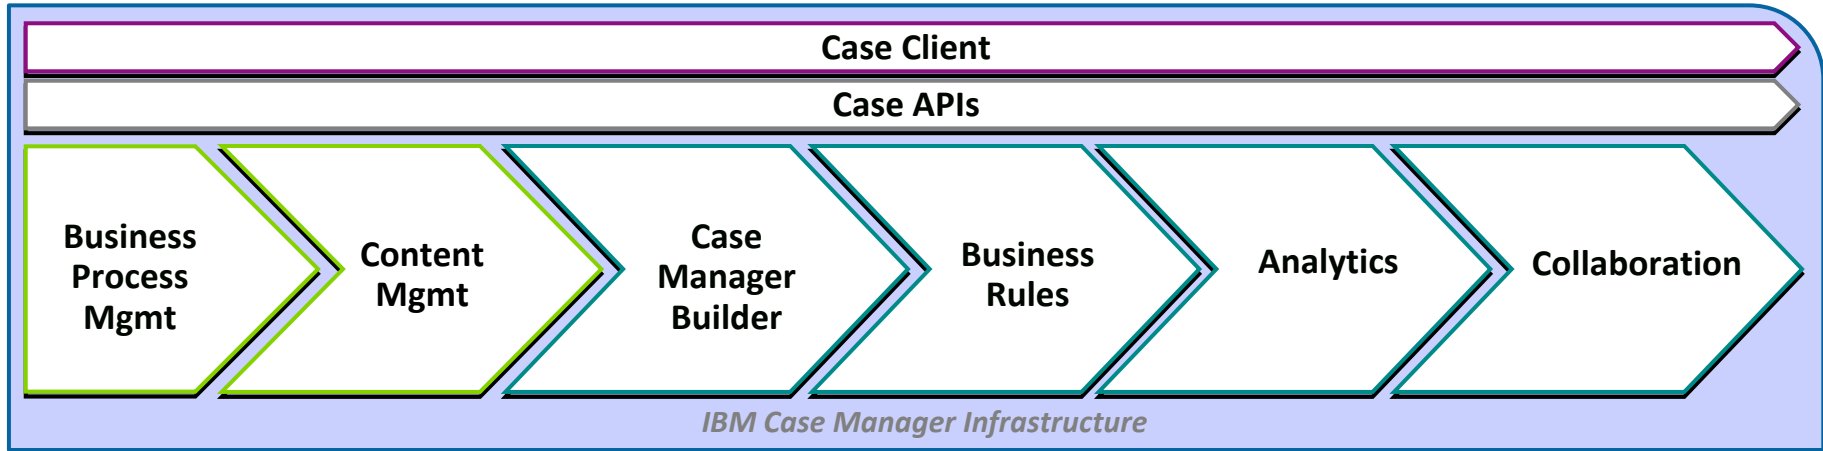 Case Client
Case APIs
Business
Process
Mgmt
Content
Mgmt
Case
Manager
Builder
Business
Rules
Analytics
Collaboration
IBM Case Manager Infrastructure